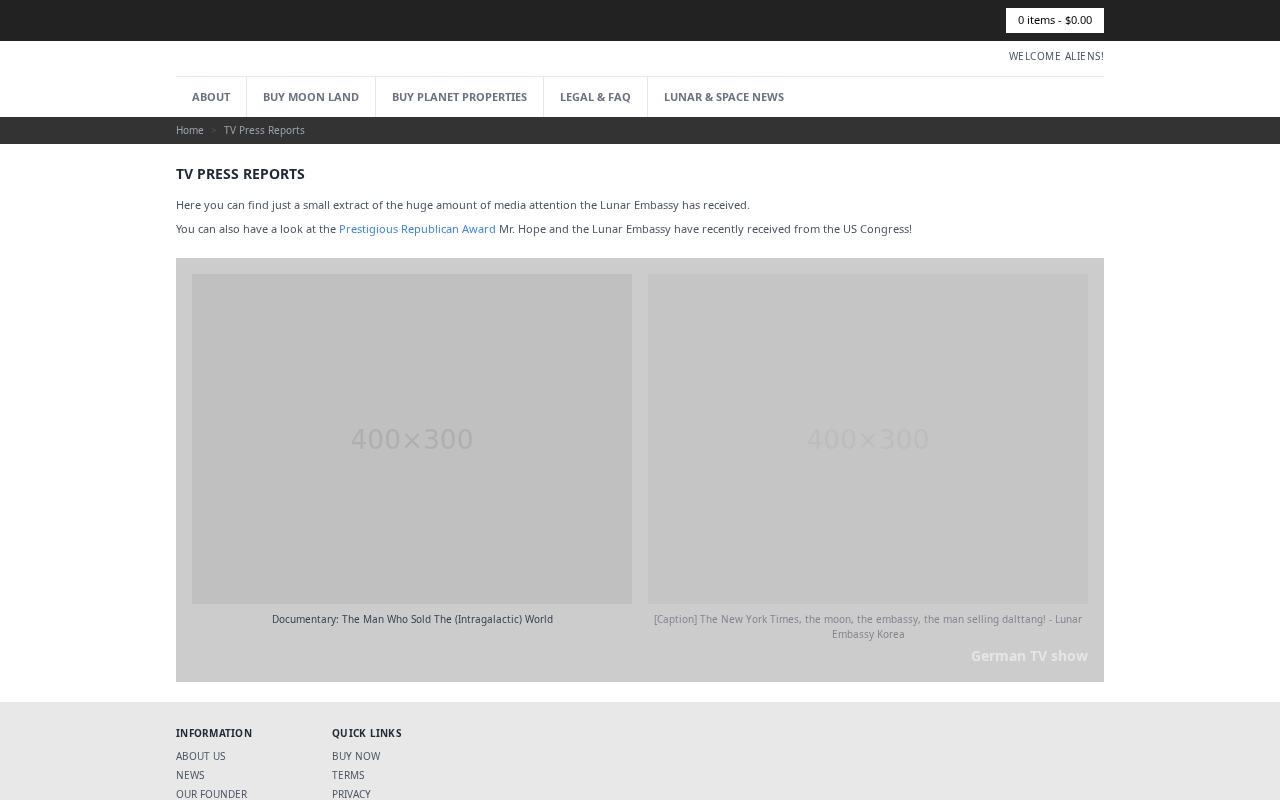 0 items - $0.00
WELCOME ALIENS!
ABOUT
BUY MOON LAND
BUY PLANET PROPERTIES
LEGAL & FAQ
LUNAR & SPACE NEWS
Home > TV Press Reports
TV PRESS REPORTS
Here you can find just a small extract of the huge amount of media attention the Lunar Embassy has received.
You can also have a look at the Prestigious Republican Award Mr. Hope and the Lunar Embassy have recently received from the US Congress!
400×300
400×300
Documentary: The Man Who Sold The (Intragalactic) World
[Caption] The New York Times, the moon, the embassy, the man selling dalttang! - Lunar
Embassy Korea
German TV show
INFORMATION
ABOUT US
NEWS
OUR FOUNDER
QUICK LINKS
BUY NOW
TERMS
PRIVACY